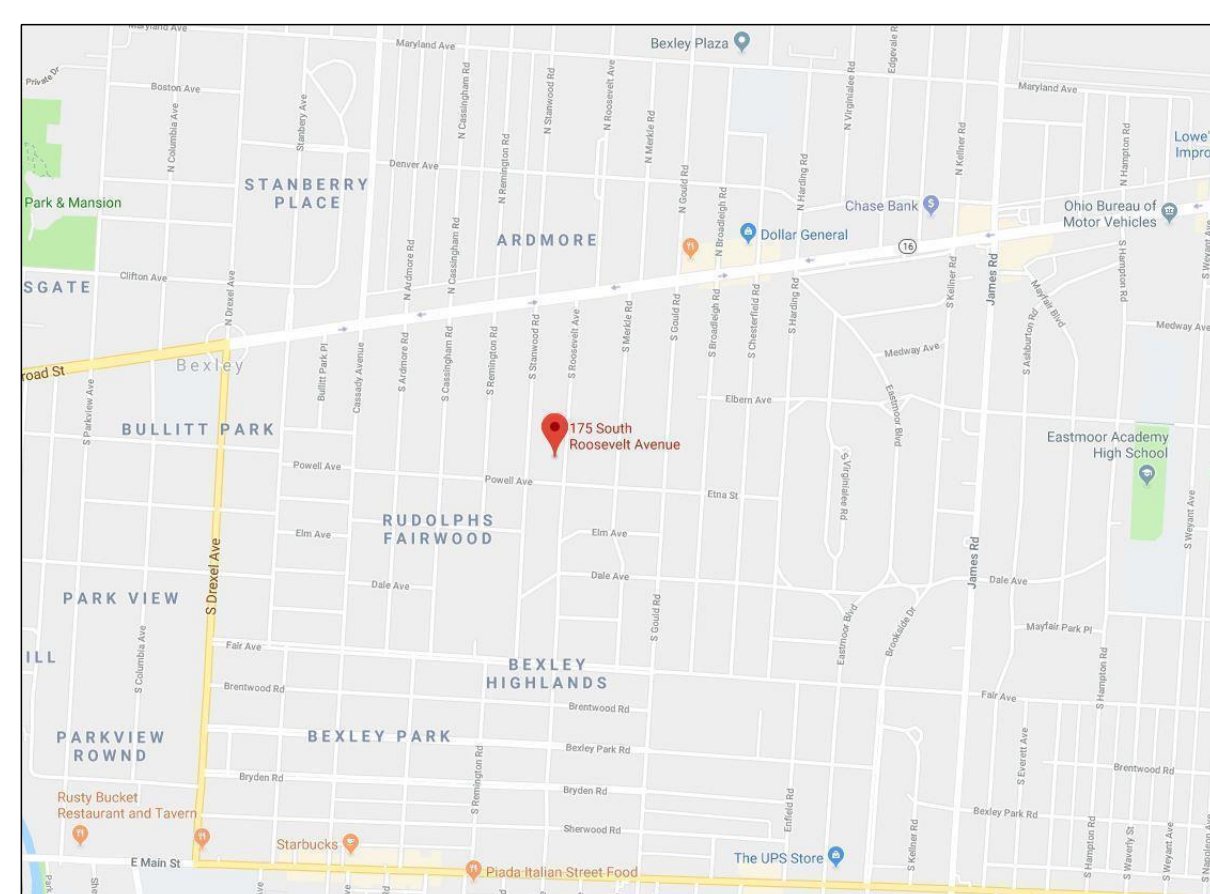 Maryland Ave
Maryland Ave
Bexley Plaza
Edgevale R
Private Dr
Boston Ave
N Columbia Ave
Stanbery Ave
N Cassingham Rd
N Stanwood Rd
N Roosevelt Ave
N Merkle Rd
N Virginialee Rd
Maryland Ave
N Kellner Rd
N Hampton Rd
Lowe'
Impro
Denver Ave
N Remington Rd
N Gould Rd
N Broadleigh Rd
N Harding Rd
STANBERRY
PLACE
Park & Mansion
Chase Bank
Ohio Bureau of
Motor Vehicles
ARDMORE
Dollar General
16
N Cassingham Rd
N Ardmore Rd
S Hampton Rd
S Weyant Ave
Clifton Ave
SGATE
N Drexel Ave
S Kellner Rd
James Rd
Mayfair Blvd
S Merkle Rd
S Gould Rd
S Broadleigh Rd
S Chesterfield Rd
S Harding Rd
Medway Ave
Medway Ave
S Ashburton Rd
Bexley
road St
Bullitt Park Pl
Cassady Avenue
S Ardmore Rd
S Cassingham Rd
S Remington Rd
S Stanwood Rd
S Roosevelt Ave
S Parkview Ave
Elbern Ave
Eastmoor Blvd
BULLITT PARK
175 South
Roosevelt Avenue
Eastmoor Academy
High School
Powell Ave
Powell Ave
Etna St
S Virginialee Rd
S Weyant Ave
RUDOLPHS
FAIRWOOD
Elm Ave
Elm Ave
S Drexel Ave
James Rd
Dale Ave
Dale Ave
Dale Ave
PARK VIEW
S Gould Rd
Eastmoor Blvd
Brookside Dr
Mayfair Park Pl
ILL
S Columbia Ave
Fair Ave
BEXLEY
HIGHLANDS
S Hampton Rd
Brentwood Rd
Fair Ave
Brentwood Rd
PARKVIEW
ROWND
BEXLEY PARK
Bexley Park Rd
S Everett Ave
Brentwood Rd
Bryden Rd
S Remington Rd
Bryden Rd
Enfield Rd
Rusty Bucket
Restaurant and Tavern
Bexley Park Rd
Sherwood Rd
Starbucks
S Kellner Rd
S Hampton Rd
S Waverly St
S Weyant Ave
S Napoleon Ave
E Main St
The UPS Store
Piada Italian Street Food